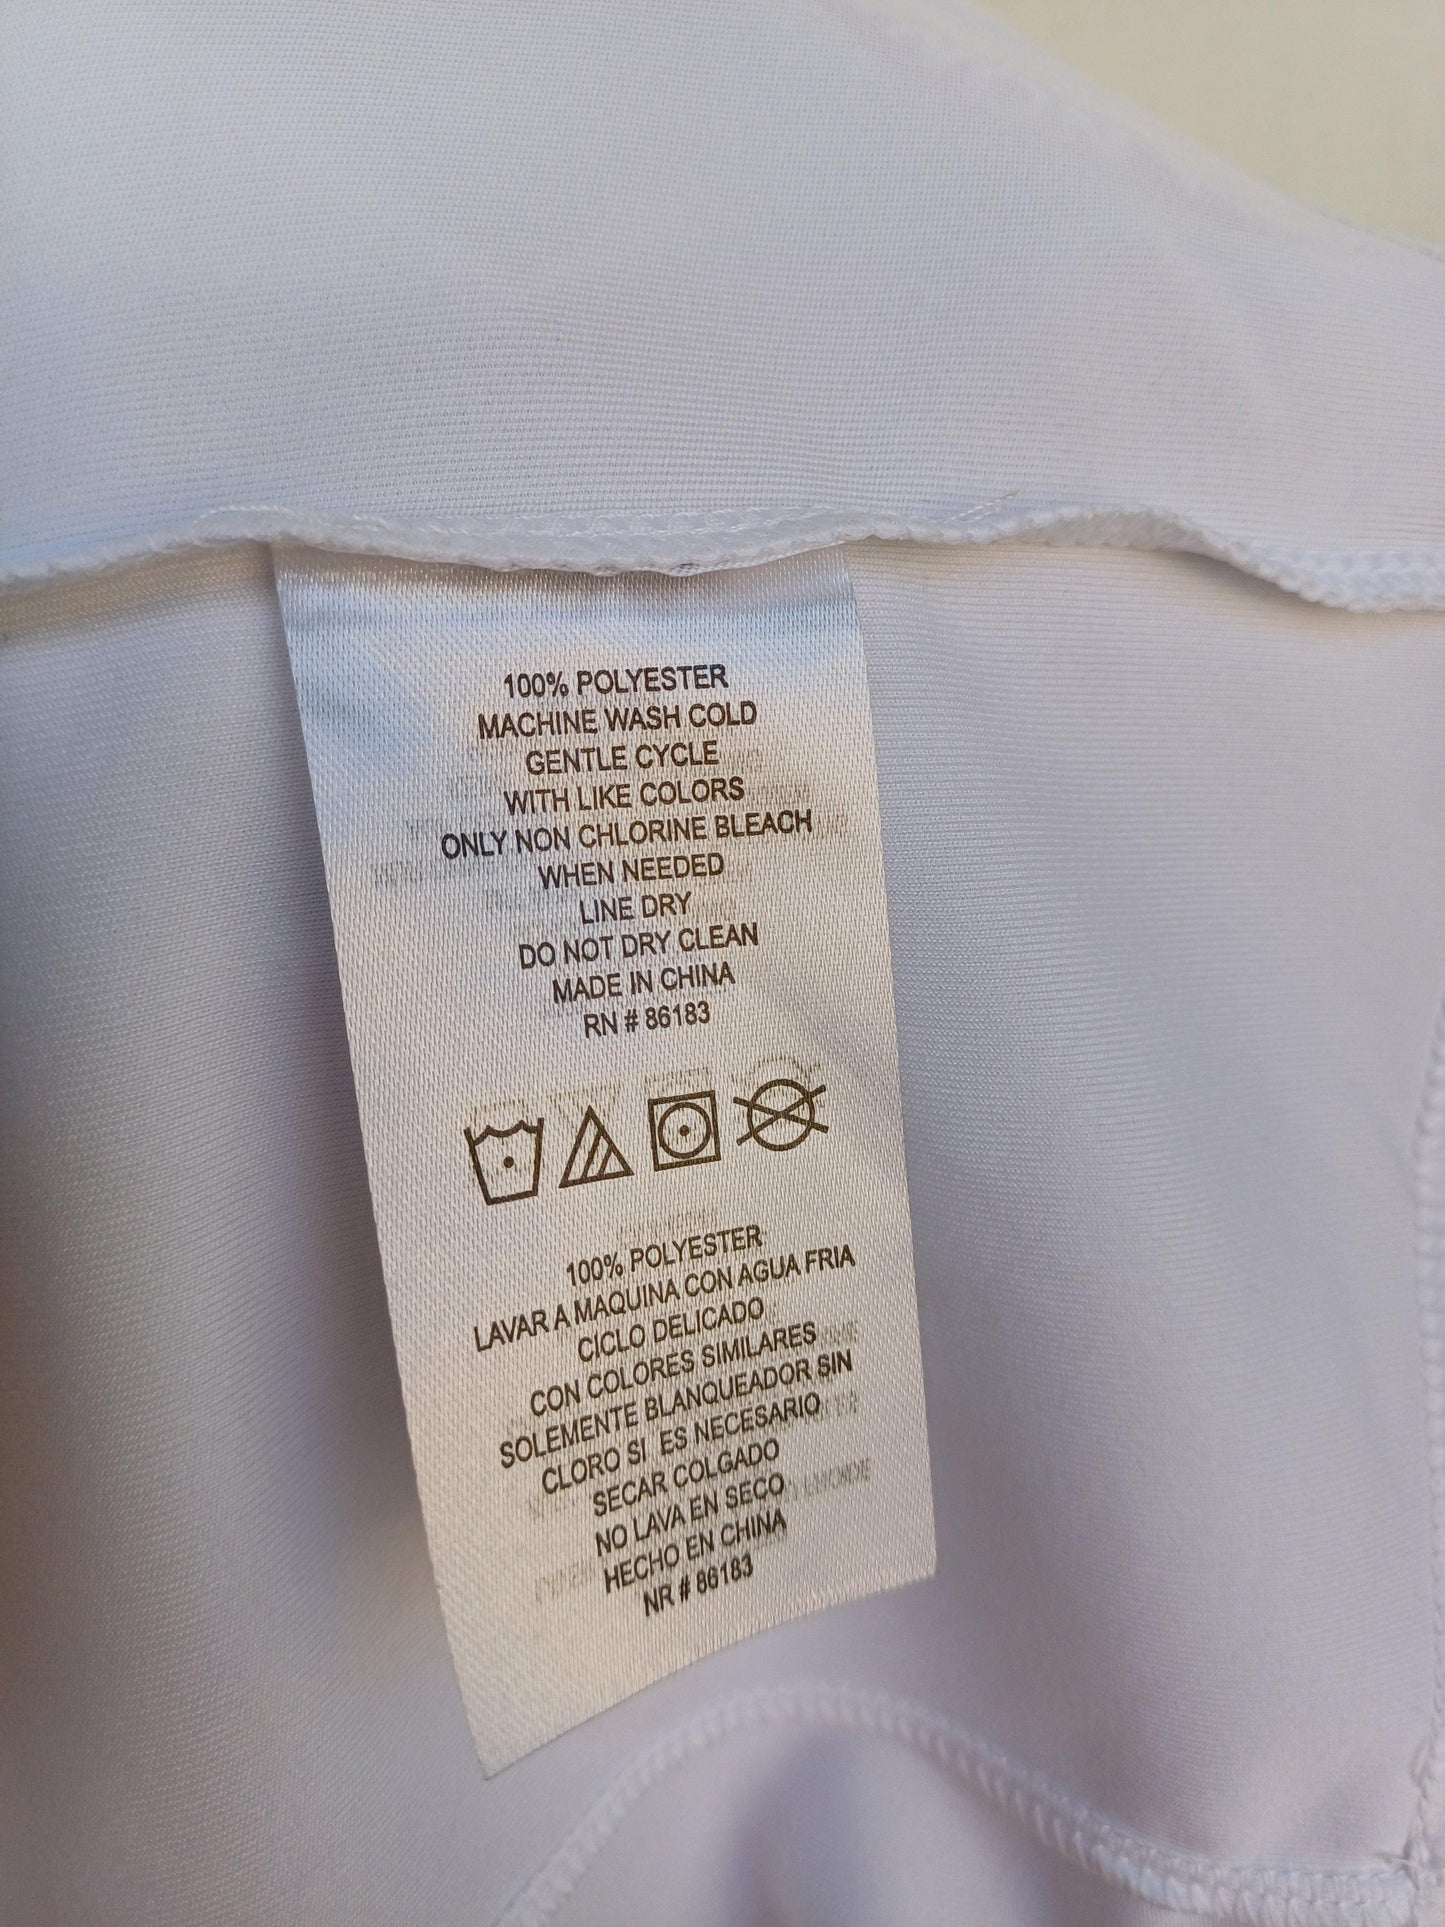 100% POLYESTER
MACHINE WASH COLD
GENTLE CYCLE
WITH LIKE COLORS
ONLY NON CHLORINE BLEACH
WHEN NEEDED
LINE DRY
DO NOT DRY CLEAN
MADE IN CHINA
RN # 86183
100% POLYESTER
LAVAR A MAQUINA CON AGUA FRIA
CICLO DELICADO
CON COLORES SIMILARES
SOLEMENTE BLANQUEADOR SIN
CLORO SI ES NECESARIO
SECAR COLGADO
NO LAVA EN SECO
HECHO EN CHINA
NR # 86183